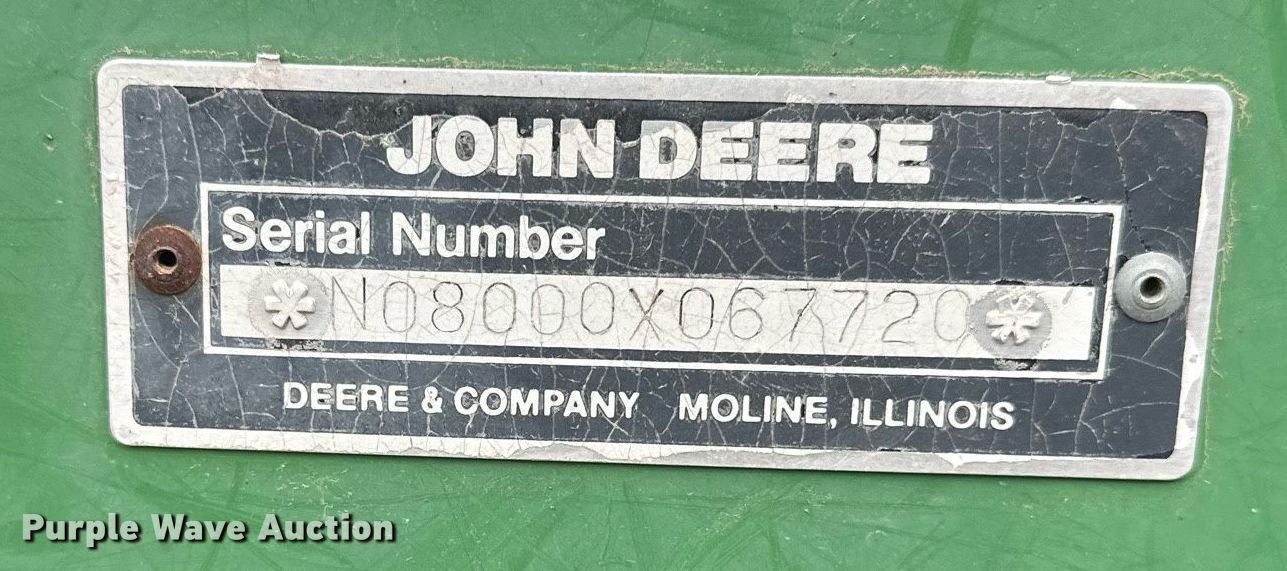 JOHN DEERE
Serial Number
*N08000X067720*
DEERE & COMPANY MOLINE, ILLINOIS
Purple Wave Auction